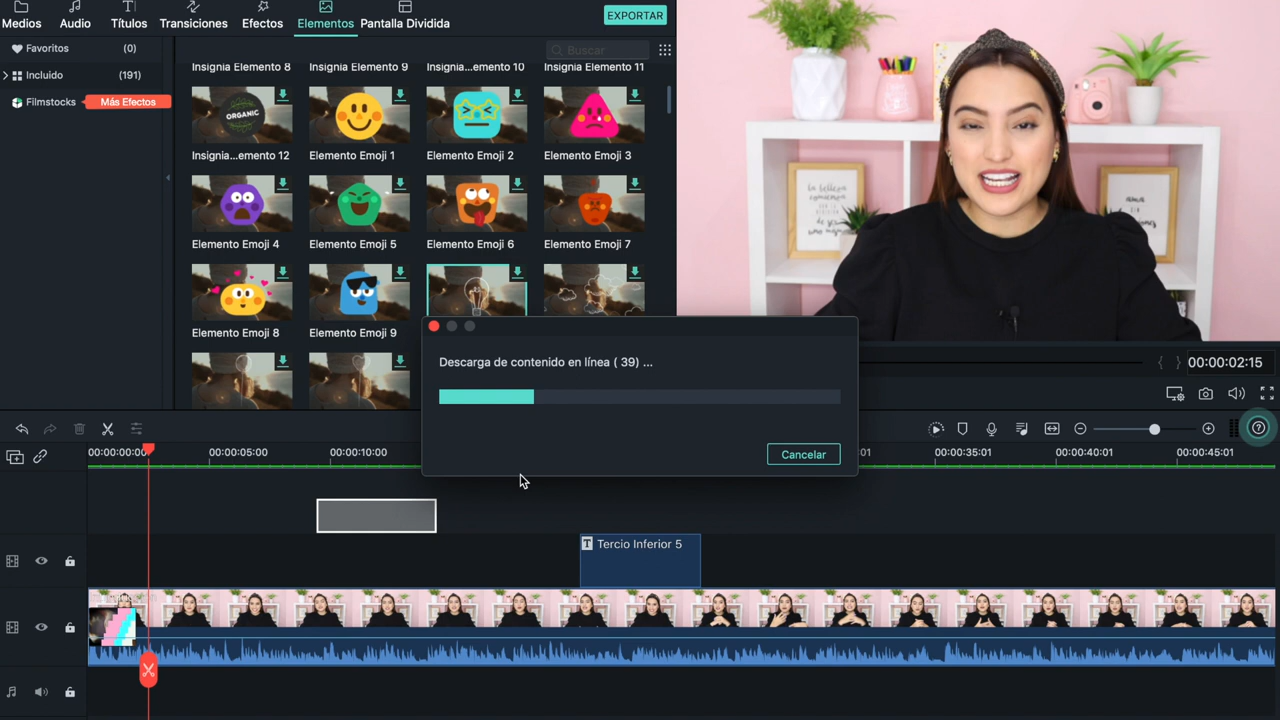 Medios
Audio
Títulos
Transiciones
Efectos
Elementos
Pantalla Dividida
EXPORTAR
Favoritos (0)
Incluido (191)
Filmstocks Más Efectos
Buscar
Insignia Elemento 8
Insignia Elemento 9
Insignia...emento 10
Insignia Elemento 11
ORGANIC
Insignia...emento 12
Elemento Emoji 1
Elemento Emoji 2
Elemento Emoji 3
Elemento Emoji 4
Elemento Emoji 5
Elemento Emoji 6
Elemento Emoji 7
Elemento Emoji 8
Elemento Emoji 9
Descarga de contenido en línea ( 39) ...
Cancelar
La belleza
comienza
00:00:02:15
00:00:00:00
00:00:05:00
00:00:10:00
:01
00:00:35:01
00:00:40:01
00:00:45:01
T Tercio Inferior 5